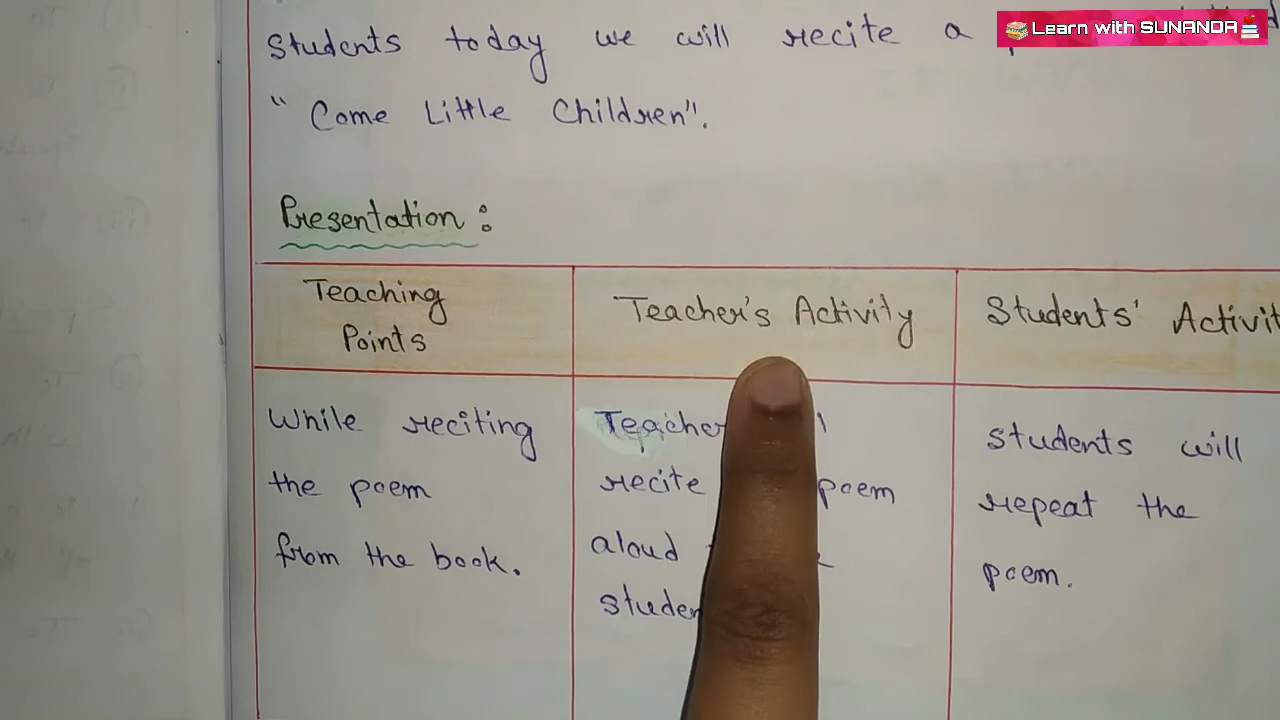 Learn with SUNANDA
Students today we will recite a
"Come Little Children".
Presentation :
Teaching Points
Teacher's Activity
Students' Activit
While reciting
the poem
from the book.
Teacher
recite poem
aloud
studen
students will
repeat the
poem.